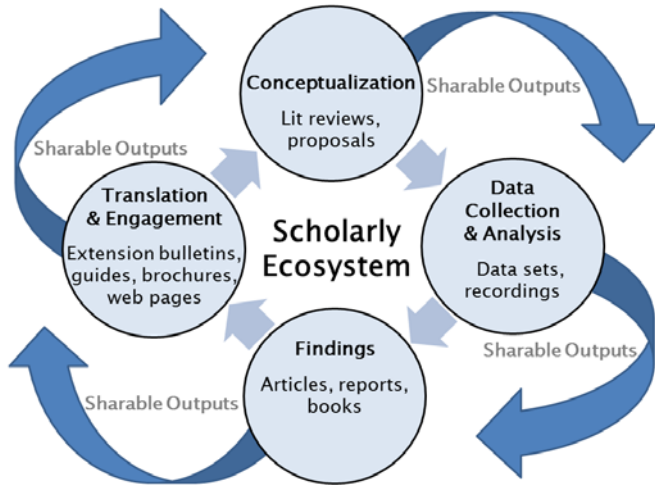 Conceptualization
Lit reviews,
proposals
Sharable Outputs
Data
Collection
& Analysis
Data sets,
recordings
Sharable Outputs
Findings
Articles, reports,
books
Sharable Outputs
Translation
& Engagement
Extension bulletins,
guides, brochures,
web pages
Sharable Outputs
Scholarly
Ecosystem